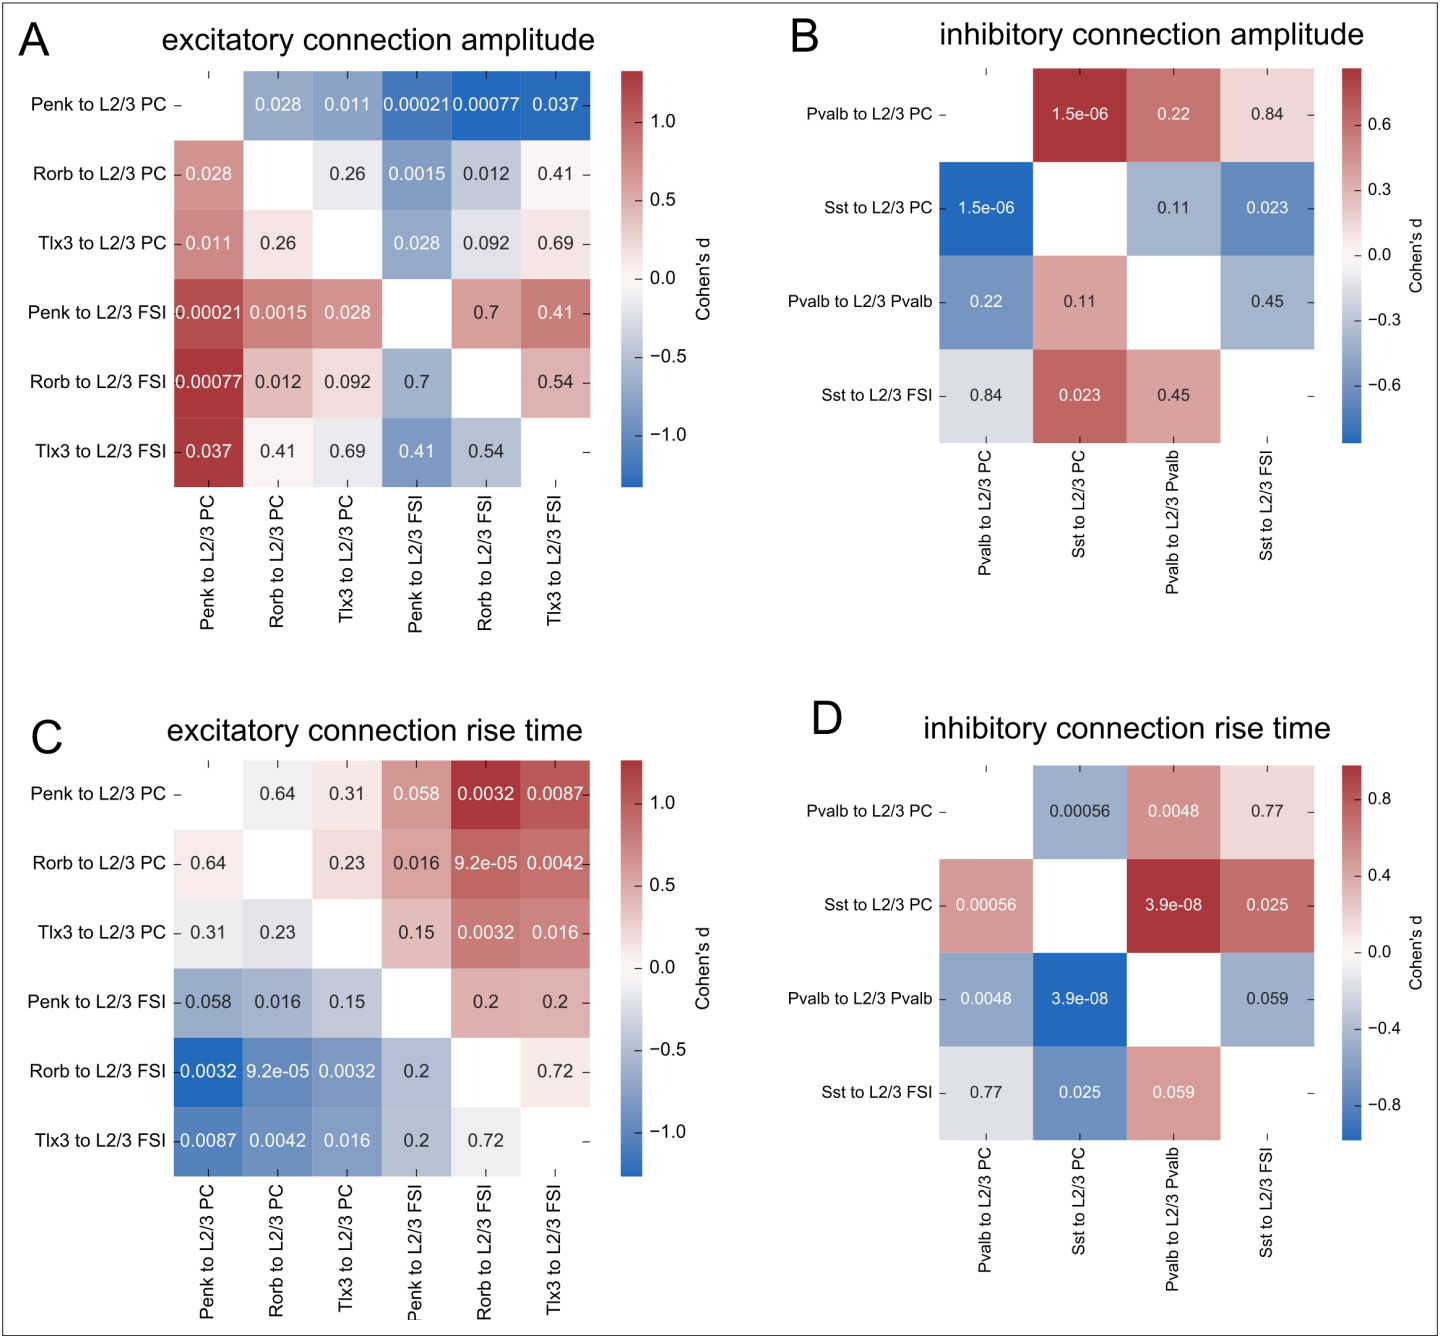 A
excitatory connection amplitude
Penk to L2/3 PC
0.028 0.011 0.00021 0.00077 0.037
Rorb to L2/3 PC
0.028 0.26 0.0015 0.012 0.41
Tlx3 to L2/3 PC
0.011 0.26 0.028 0.092 0.69
Penk to L2/3 FSI
0.00021 0.0015 0.028 0.7 0.41
Rorb to L2/3 FSI
0.00077 0.012 0.092 0.7 0.54
Tlx3 to L2/3 FSI
0.037 0.41 0.69 0.41 0.54
Penk to L2/3 PC
Rorb to L2/3 PC
Tlx3 to L2/3 PC
Penk to L2/3 FSI
Rorb to L2/3 FSI
Tlx3 to L2/3 FSI
1.0
0.5
0.0
−0.5
−1.0
Cohen's d
B
inhibitory connection amplitude
Pvalb to L2/3 PC
1.5e-06 0.22 0.84
Sst to L2/3 PC
1.5e-06 0.11 0.023
Pvalb to L2/3 Pvalb
0.22 0.11 0.45
Sst to L2/3 FSI
0.84 0.023 0.45
Pvalb to L2/3 PC
Sst to L2/3 PC
Pvalb to L2/3 Pvalb
Sst to L2/3 FSI
0.6
0.3
0.0
−0.3
−0.6
Cohen's d
C
excitatory connection rise time
Penk to L2/3 PC
0.64 0.31 0.058 0.0032 0.0087
Rorb to L2/3 PC
0.64 0.23 0.016 9.2e-05 0.0042
Tlx3 to L2/3 PC
0.31 0.23 0.15 0.0032 0.016
Penk to L2/3 FSI
0.058 0.016 0.15 0.2 0.2
Rorb to L2/3 FSI
0.0032 9.2e-05 0.0032 0.2 0.72
Tlx3 to L2/3 FSI
0.0087 0.0042 0.016 0.2 0.72
Penk to L2/3 PC
Rorb to L2/3 PC
Tlx3 to L2/3 PC
Penk to L2/3 FSI
Rorb to L2/3 FSI
Tlx3 to L2/3 FSI
1.0
0.5
0.0
−0.5
−1.0
Cohen's d
D
inhibitory connection rise time
Pvalb to L2/3 PC
0.00056 0.0048 0.77
Sst to L2/3 PC
0.00056 3.9e-08 0.025
Pvalb to L2/3 Pvalb
0.0048 3.9e-08 0.059
Sst to L2/3 FSI
0.77 0.025 0.059
Pvalb to L2/3 PC
Sst to L2/3 PC
Pvalb to L2/3 Pvalb
Sst to L2/3 FSI
0.8
0.4
0.0
−0.4
−0.8
Cohen's d